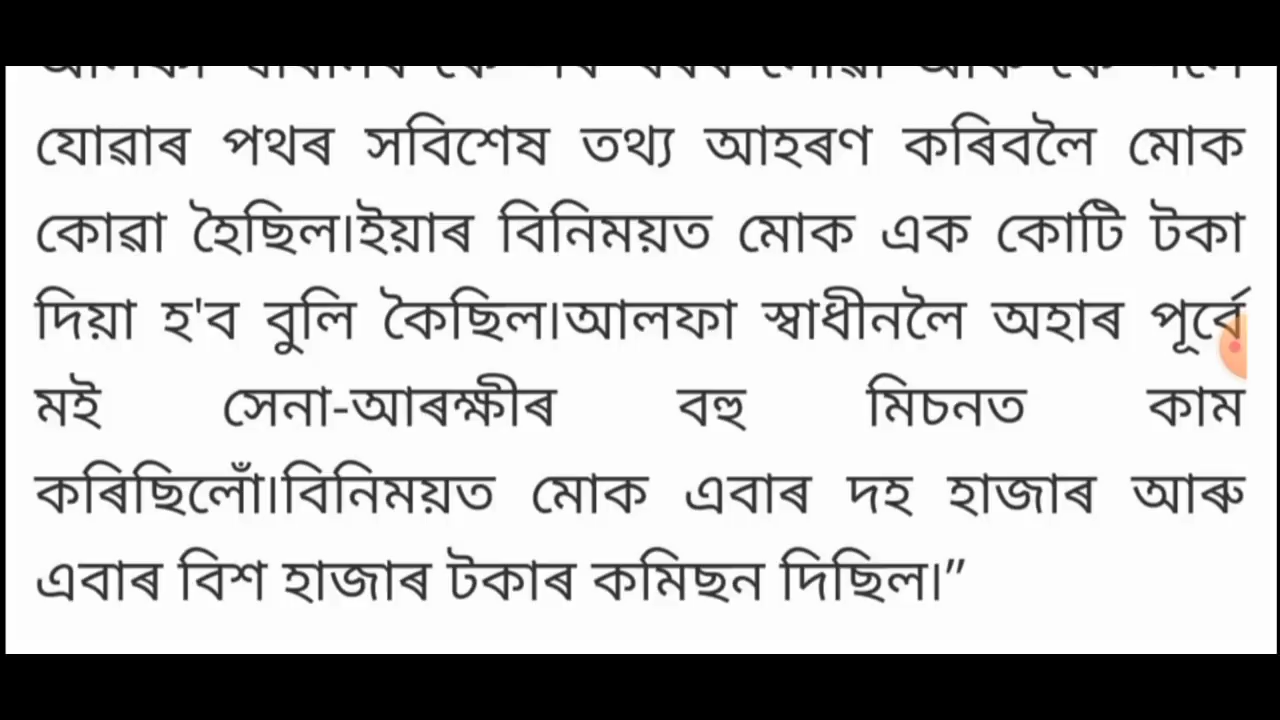 যোৱাৰ পথৰ সবিশেষ তথ্য আহৰণ কৰিবলৈ মোক
কোৱা হৈছিল।ইয়াৰ বিনিময়ত মোক এক কোটি টকা
দিয়া হ'ব বুলি কৈছিল।আলফা স্বাধীনলৈ অহাৰ পূৰ্বে
মই সেনা-আৰক্ষীৰ বহু মিচনত কাম
কৰিছিলোঁ।বিনিময়ত মোক এবাৰ দহ হাজাৰ আৰু
এবাৰ বিশ হাজাৰ টকাৰ কমিছন দিছিল।”